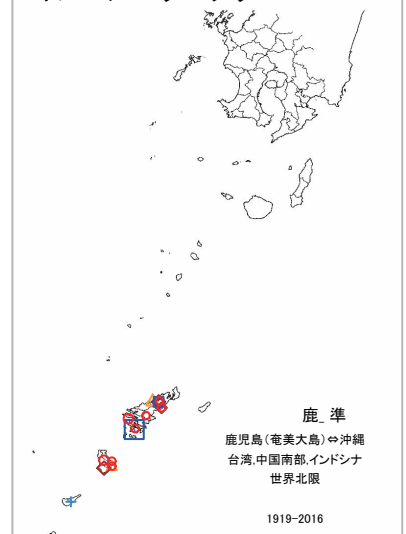 鹿_準
鹿児島(奄美大島)⇔沖縄
台湾,中国南部,インドシナ
世界北限
1919-2016